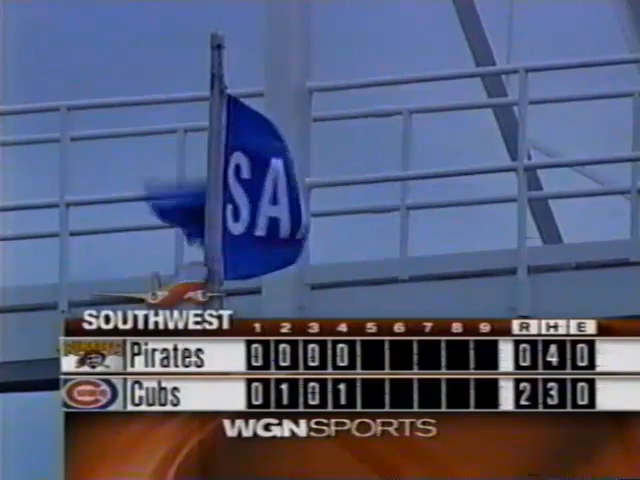 SA
SOUTHWEST
1 2 3 4 5 6 7 8 9 R H E
Pirates 0 0 0 0 0 4 0
Cubs 0 1 0 1 2 3 0
WGNSPORTS